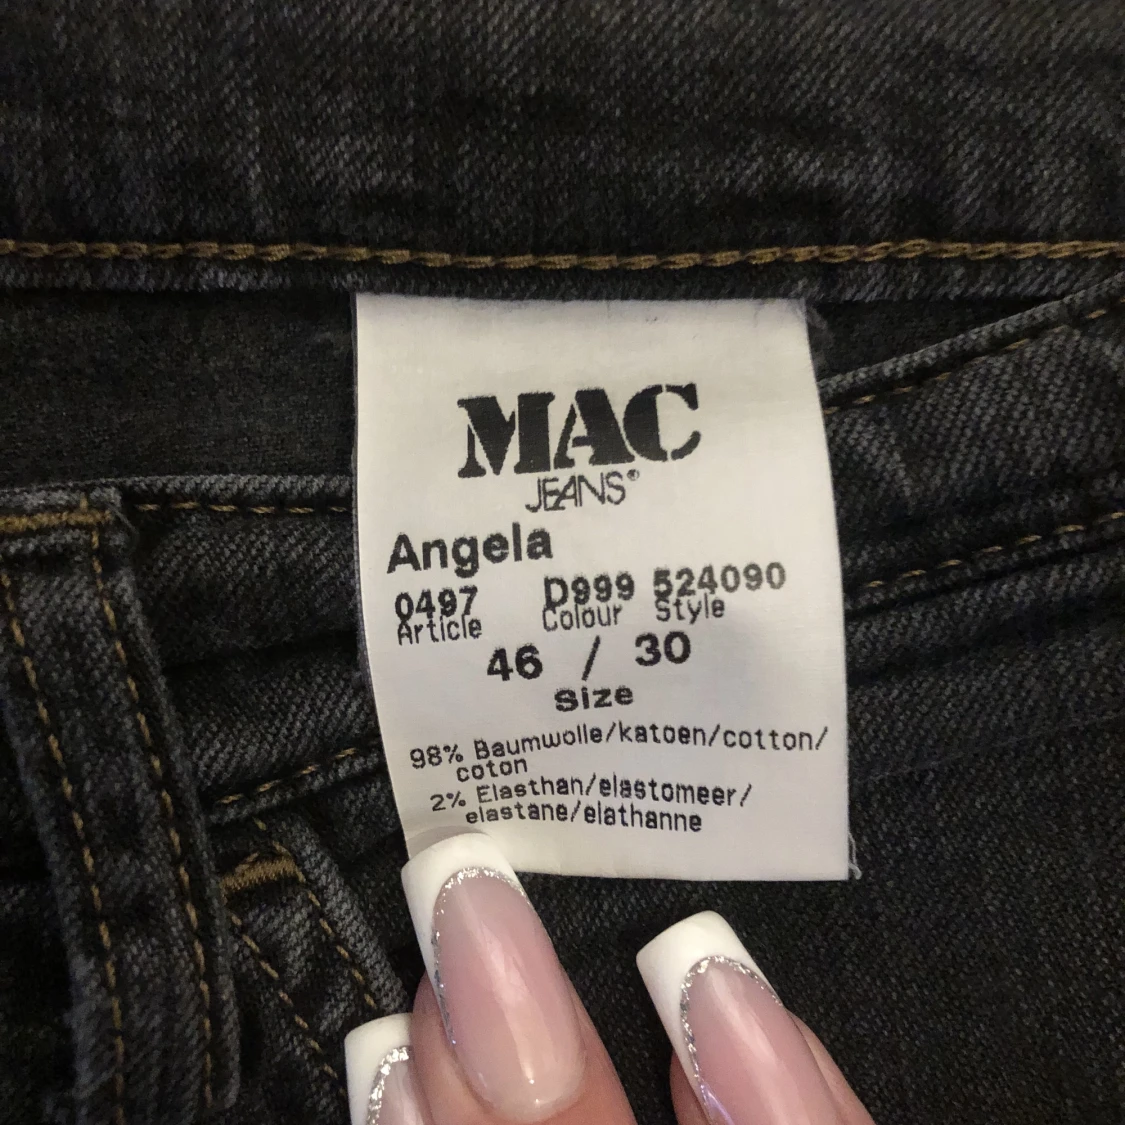 MAC
JEANS®
Angela
0497 D999 524090
Article Colour Style
46 / 30
Size
98% Baumwolle/katoen/cotton/
coton
2% Elasthan/elastomeer/
elastane/elathanne